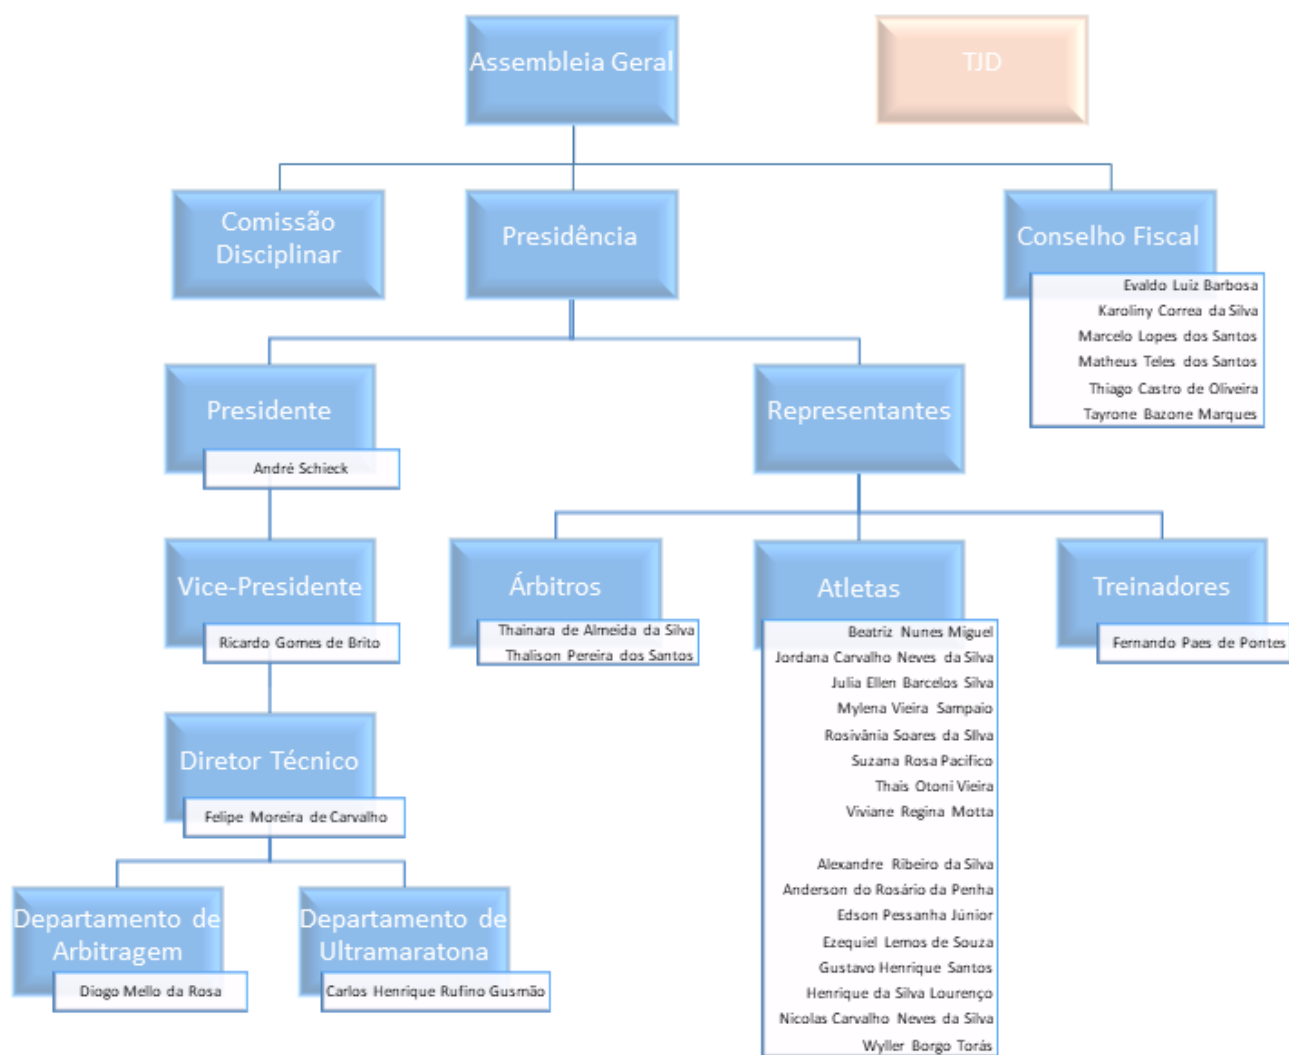 Assembleia Geral
TJD
Comissão
Disciplinar
Presidência
Conselho Fiscal
Evaldo Luiz Barbosa
Karoliny Correa da Silva
Marcelo Lopes dos Santos
Matheus Teles dos Santos
Thiago Castro de Oliveira
Tayrone Bazone Marques
Presidente
André Schieck
Representantes
Vice-Presidente
Ricardo Gomes de Brito
Árbitros
Thainara de Almeida da Silva
Thalison Pereira dos Santos
Atletas
Beatriz Nunes Miguel
Jordana Carvalho Neves da Silva
Julia Ellen Barcelos Silva
Mylena Vieira Sampaio
Rosivânia Soares da SIlva
Suzana Rosa Pacifico
Thais Otoni Vieira
Viviane Regina Motta
Alexandre Ribeiro da Silva
Anderson do Rosário da Penha
Edson Pessanha Júnior
Ezequiel Lemos de Souza
Gustavo Henrique Santos
Henrique da Silva Lourenço
Nicolas Carvalho Neves da Silva
Wyller Borgo Torás
Treinadores
Fernando Paes de Pontes
Diretor Técnico
Felipe Moreira de Carvalho
Departamento de
Arbitragem
Diogo Mello da Rosa
Departamento de
Ultramaratona
Carlos Henrique Rufino Gusmão